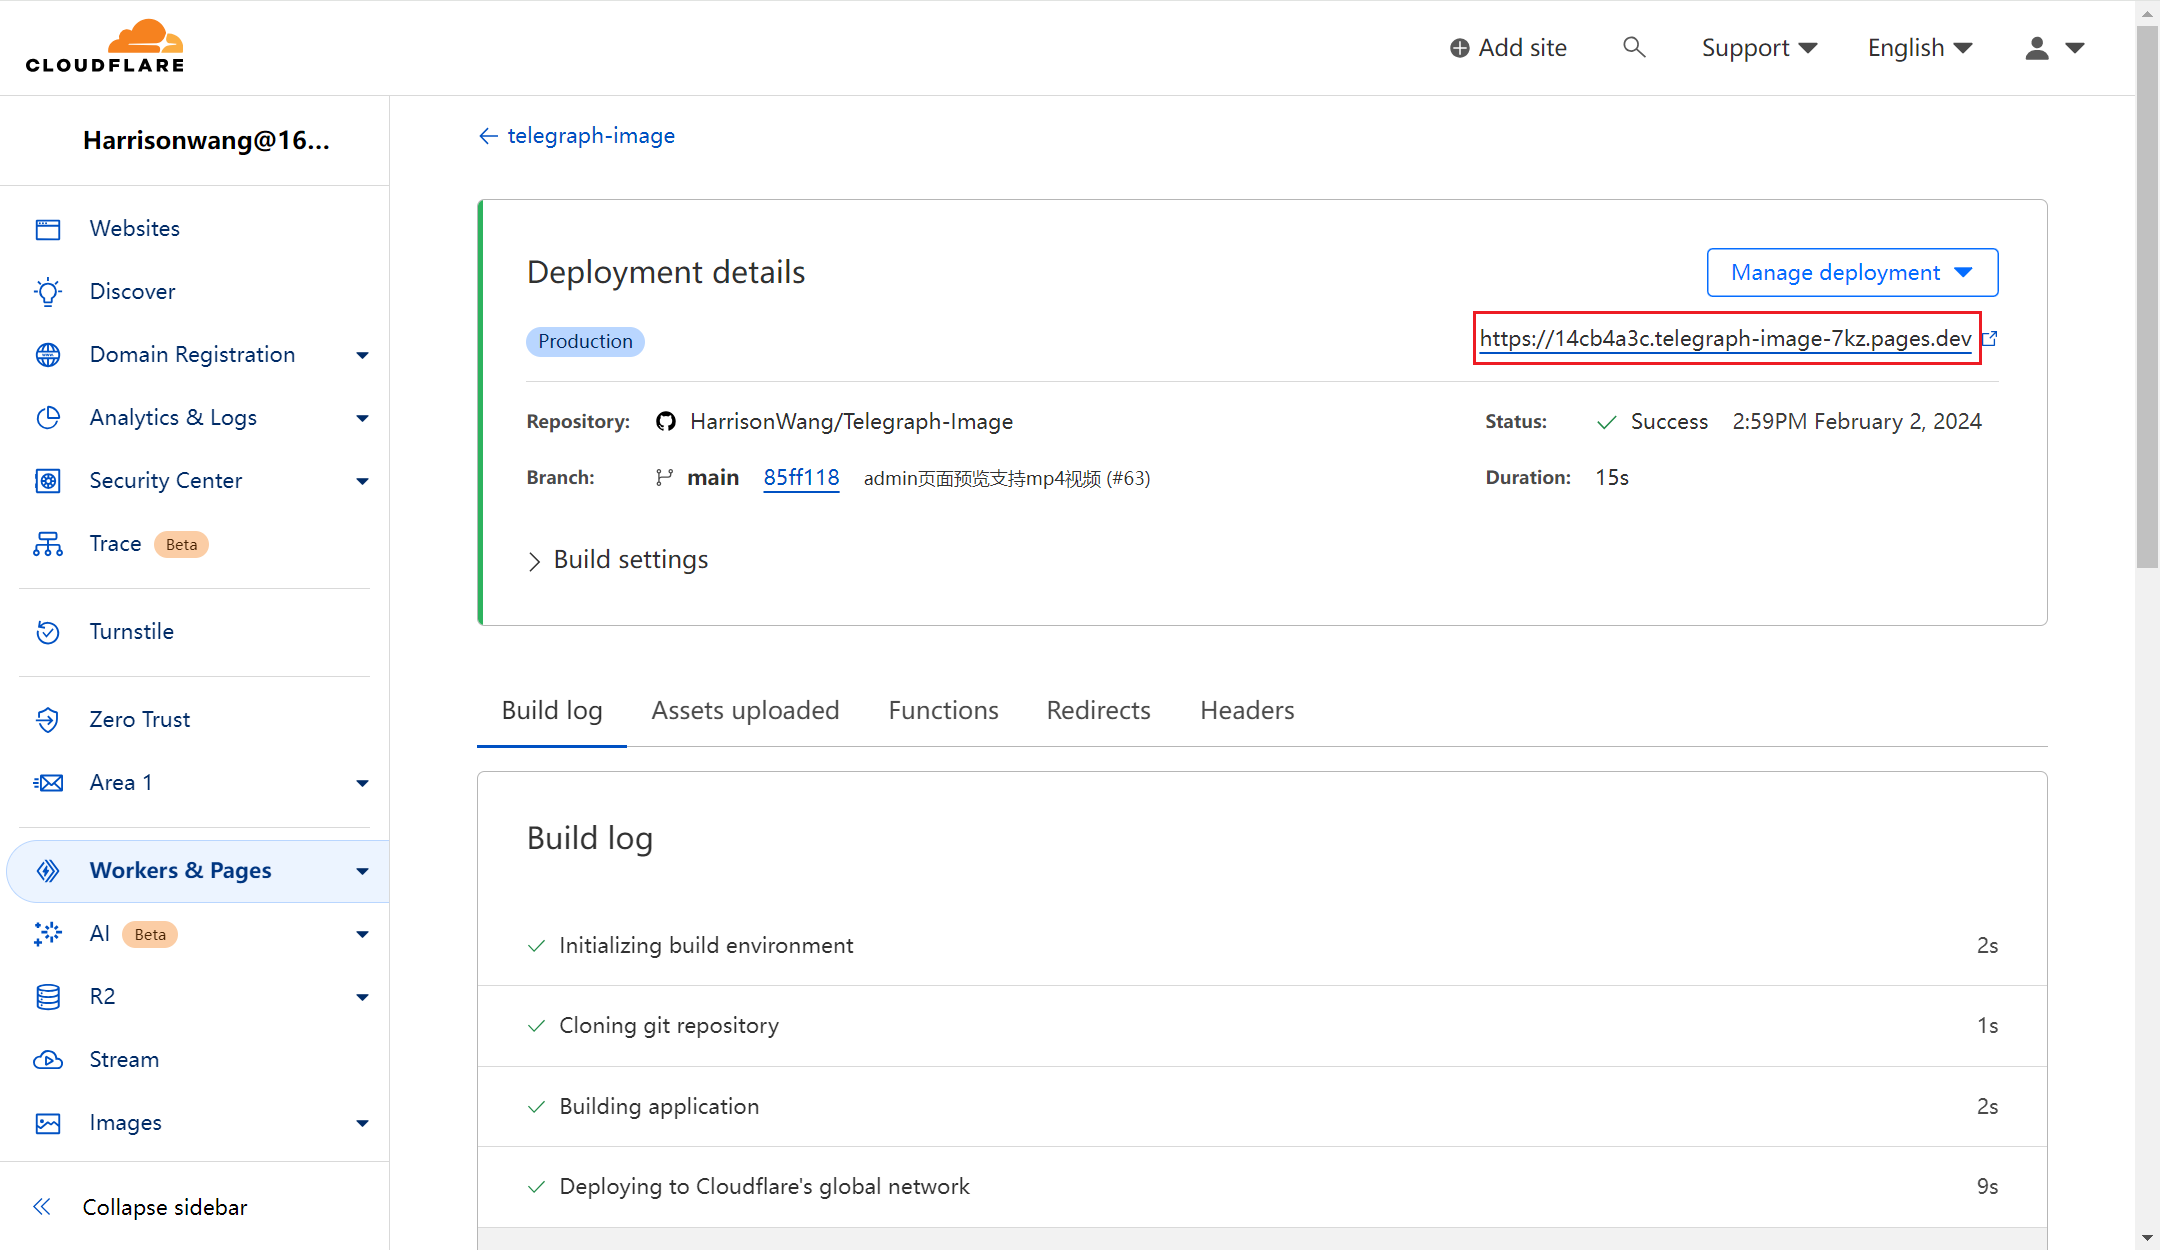 CLOUDFLARE
Add site
Support
English
Harrisonwang@16...
Websites
Discover
Domain Registration
Analytics & Logs
Security Center
Trace Beta
Turnstile
Zero Trust
Area 1
Workers & Pages
AI Beta
R2
Stream
Images
Collapse sidebar
telegraph-image
Deployment details
Manage deployment
Production
https://14cb4a3c.telegraph-image-7kz.pages.dev
Repository: HarrisonWang/Telegraph-Image
Status: Success 2:59PM February 2, 2024
Branch: main 85ff118 admin页面预览支持mp4视频 (#63)
Duration: 15s
Build settings
Build log Assets uploaded Functions Redirects Headers
Build log
Initializing build environment 2s
Cloning git repository 1s
Building application 2s
Deploying to Cloudflare's global network 9s